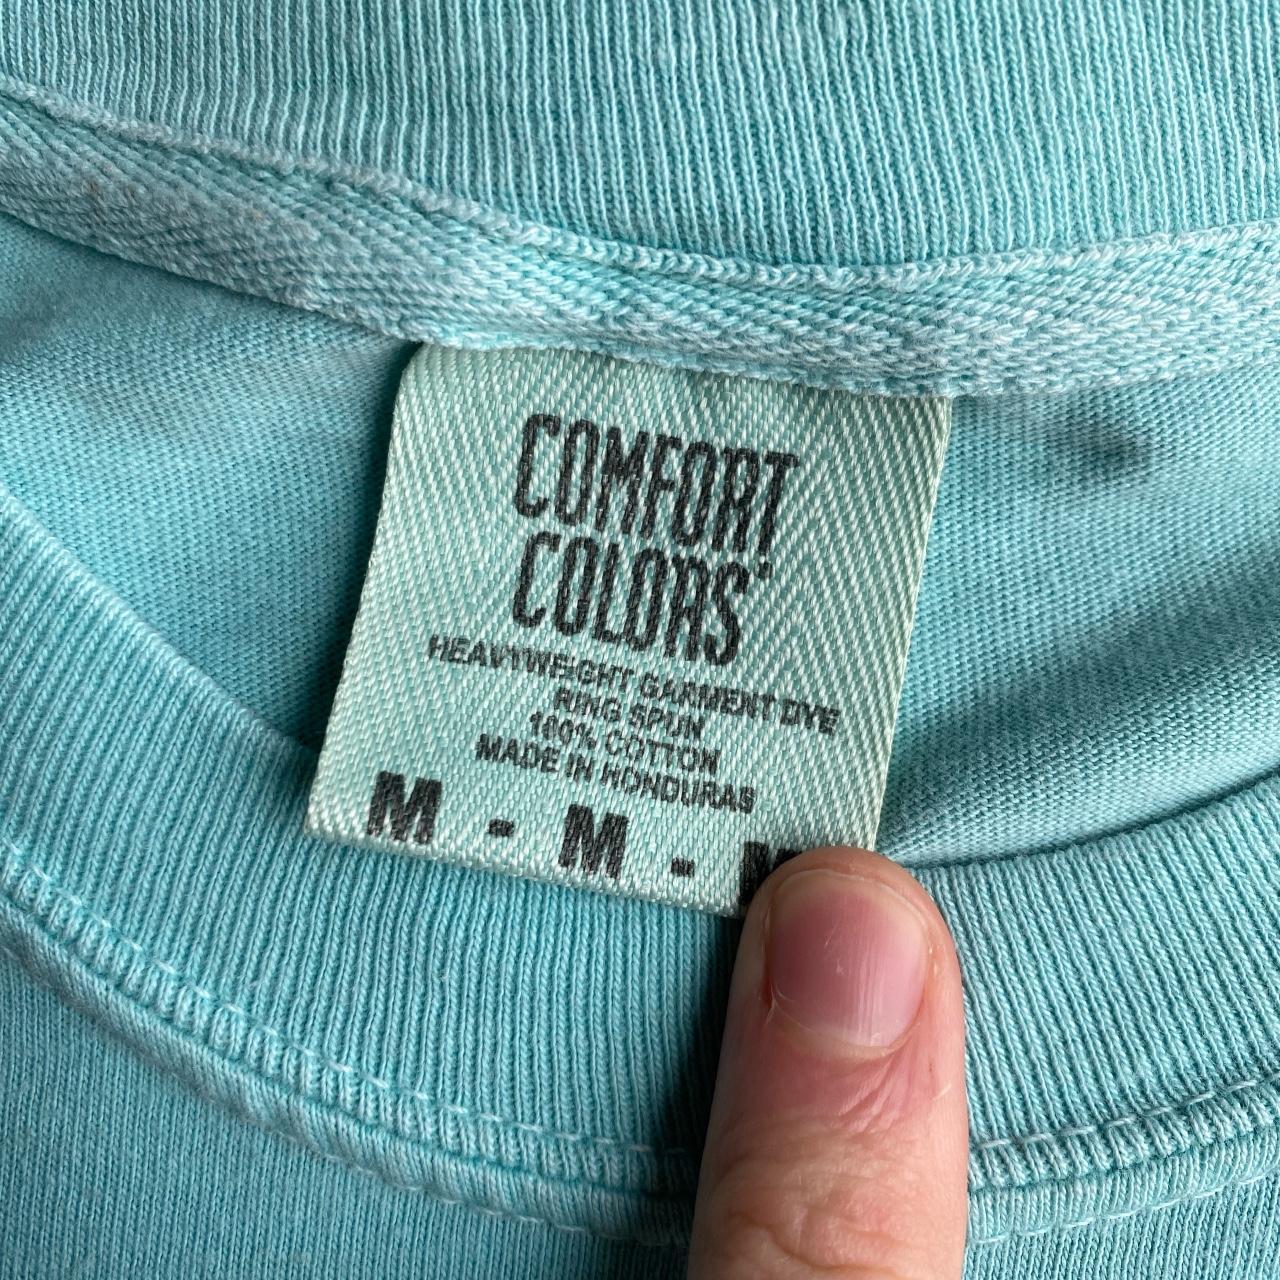 COMFORT
COLORS®
HEAVYWEIGHT GARMENT DYE
RING SPUN
100% COTTON
MADE IN HONDURAS
M - M - M